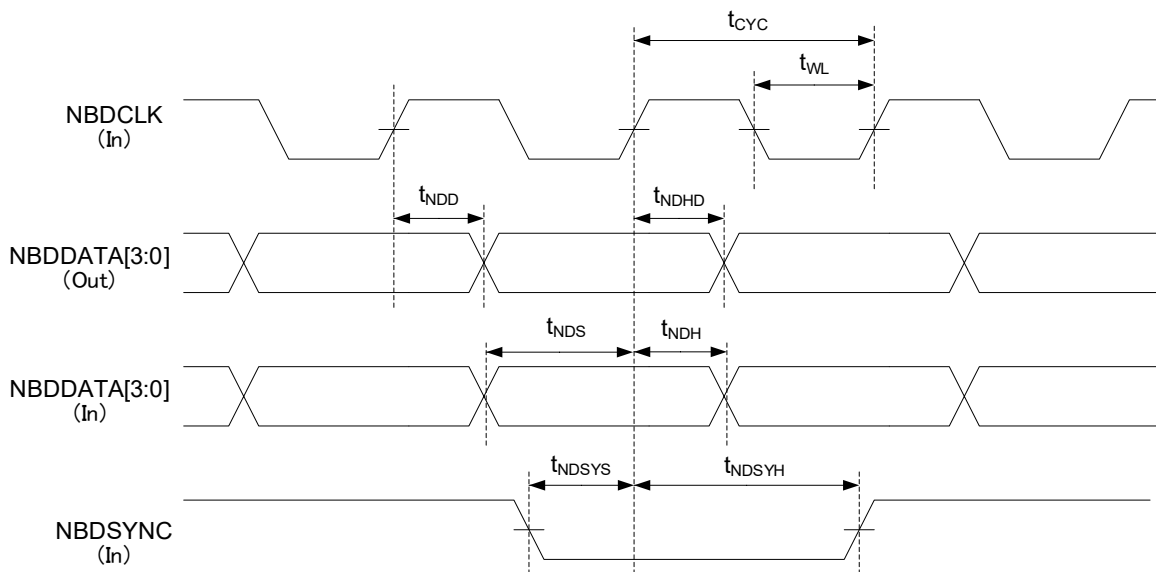 tCYC
tWL
NBDCLK
(In)
tNDD
tNDHD
NBDDATA[3:0]
(Out)
tNDS
tNDH
NBDDATA[3:0]
(In)
tNDSYS
tNDSYH
NBDSYNC
(In)